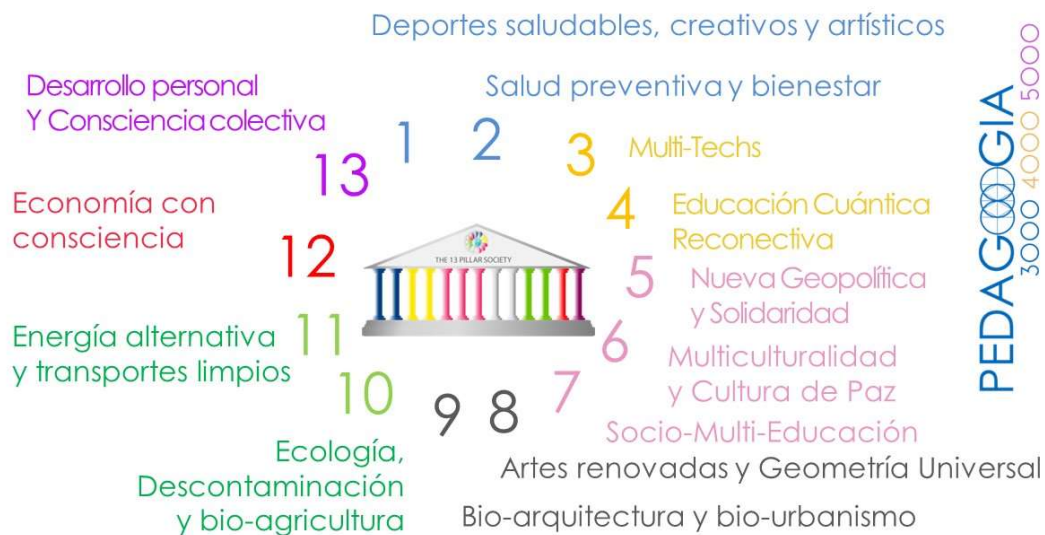 Deportes saludables, creativos y artísticos
Salud preventiva y bienestar
Desarrollo personal
Y Consciencia colectiva
1
2
3
Multi-Techs
13
4
Educación Cuántica
Reconectiva
Economía con
consciencia
12
THE 13 PILLAR SOCIETY
5
Nueva Geopolítica
y Solidaridad
Energía alternativa
y transportes limpios
11
6
Multiculturalidad
y Cultura de Paz
10
9
8
7
Socio-Multi-Educación
Ecología,
Descontaminación
y bio-agricultura
Artes renovadas y Geometría Universal
Bio-arquitectura y bio-urbanismo
PEDAGOOOGIA
3000 4000 5000